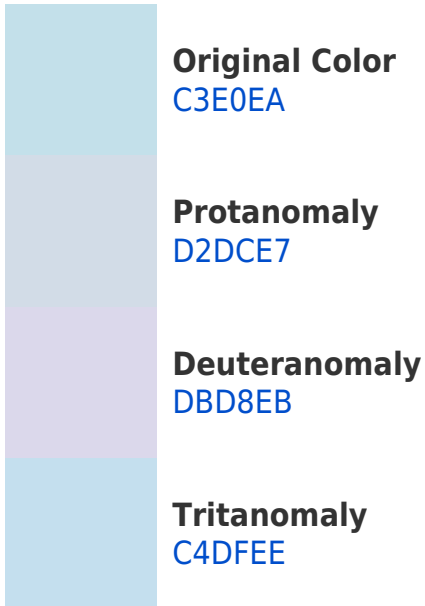 Original Color
C3E0EA
Protanomaly
D2DCE7
Deuteranomaly
DBD8EB
Tritanomaly
C4DFEE